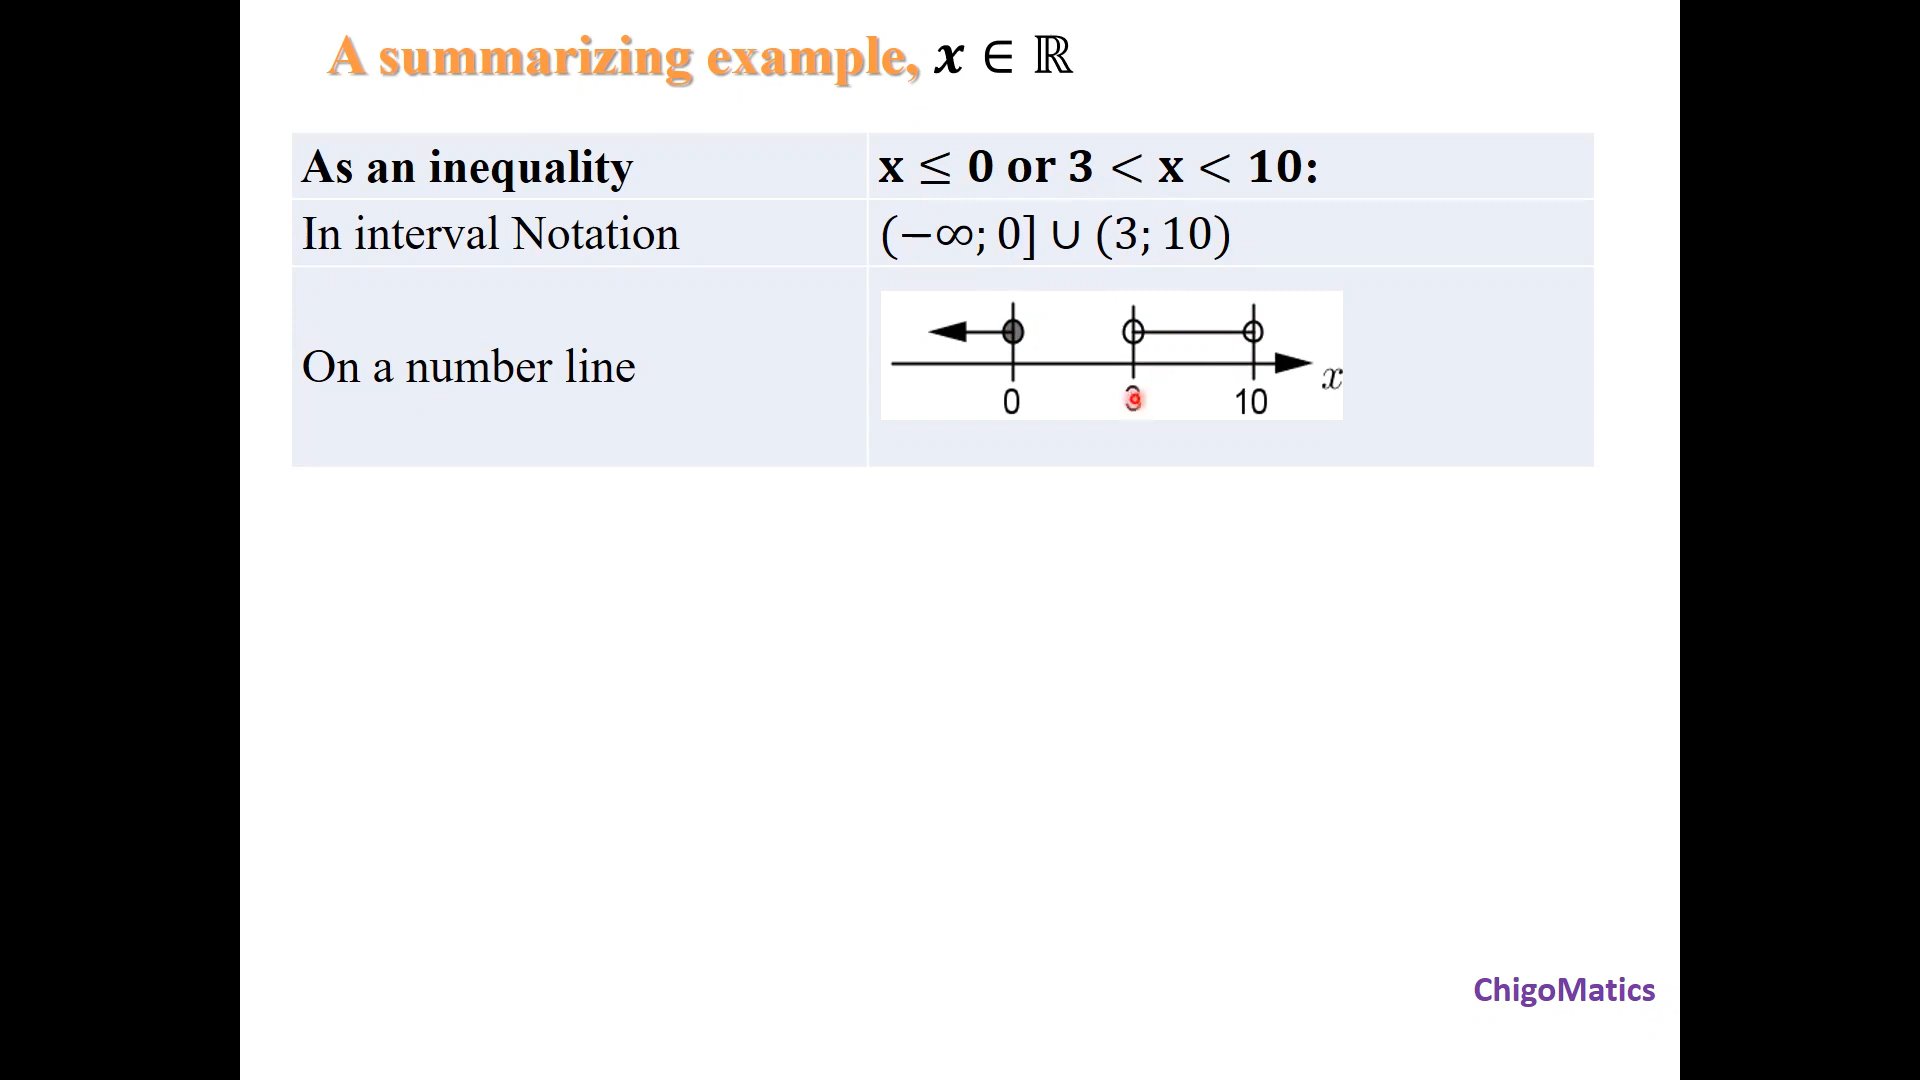 A summarizing example, x ∈ ℝ
As an inequality x ≤ 0 or 3 < x < 10:
In interval Notation (−∞; 0] ∪ (3; 10)
On a number line
x
0 3 10
ChigoMatics